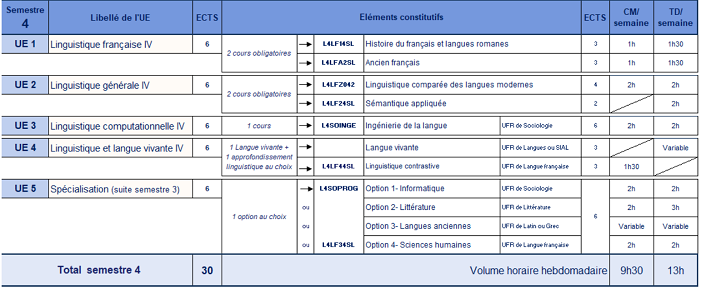 Semestre 4 Libellé de l'UE ECTS Eléments constitutifs ECTS CM/ semaine TD/ semaine
UE 1 Linguistique française IV 6 2 cours obligatoires L4LF14SL Histoire du français et langues romanes 3 1h 1h30
L4LFA2SL Ancien français 3 1h 1h30
UE 2 Linguistique générale IV 6 2 cours obligatoires L4LFZ042 Linguistique comparée des langues modernes 4 2h 2h
L4LF24SL Sémantique appliquée 2 2h
UE 3 Linguistique computationnelle IV 6 1 cours L4SOINGE Ingénierie de la langue UFR de Sociologie 6 2h 2h
UE 4 Linguistique et langue vivante IV 6 1 Langue vivante + 1 approfondissement linguistique au choix Langue vivante UFR de Langues ou SIAL 3 Variable
L4LF44SL Linguistique contrastive UFR de Langue française 3 1h30
UE 5 Spécialisation (suite semestre 3) 6 1 option au choix L4SOPROG Option 1- Informatique UFR de Sociologie 6 2h 2h
ou Option 2- Littérature UFR de Littérature 2h 3h
ou Option 3- Langues anciennes UFR de Latin ou Grec Variable Variable
ou L4LF34SL Option 4- Sciences humaines UFR de Langue française 2h 2h
Total semestre 4 30 Volume horaire hebdomadaire 9h30 13h